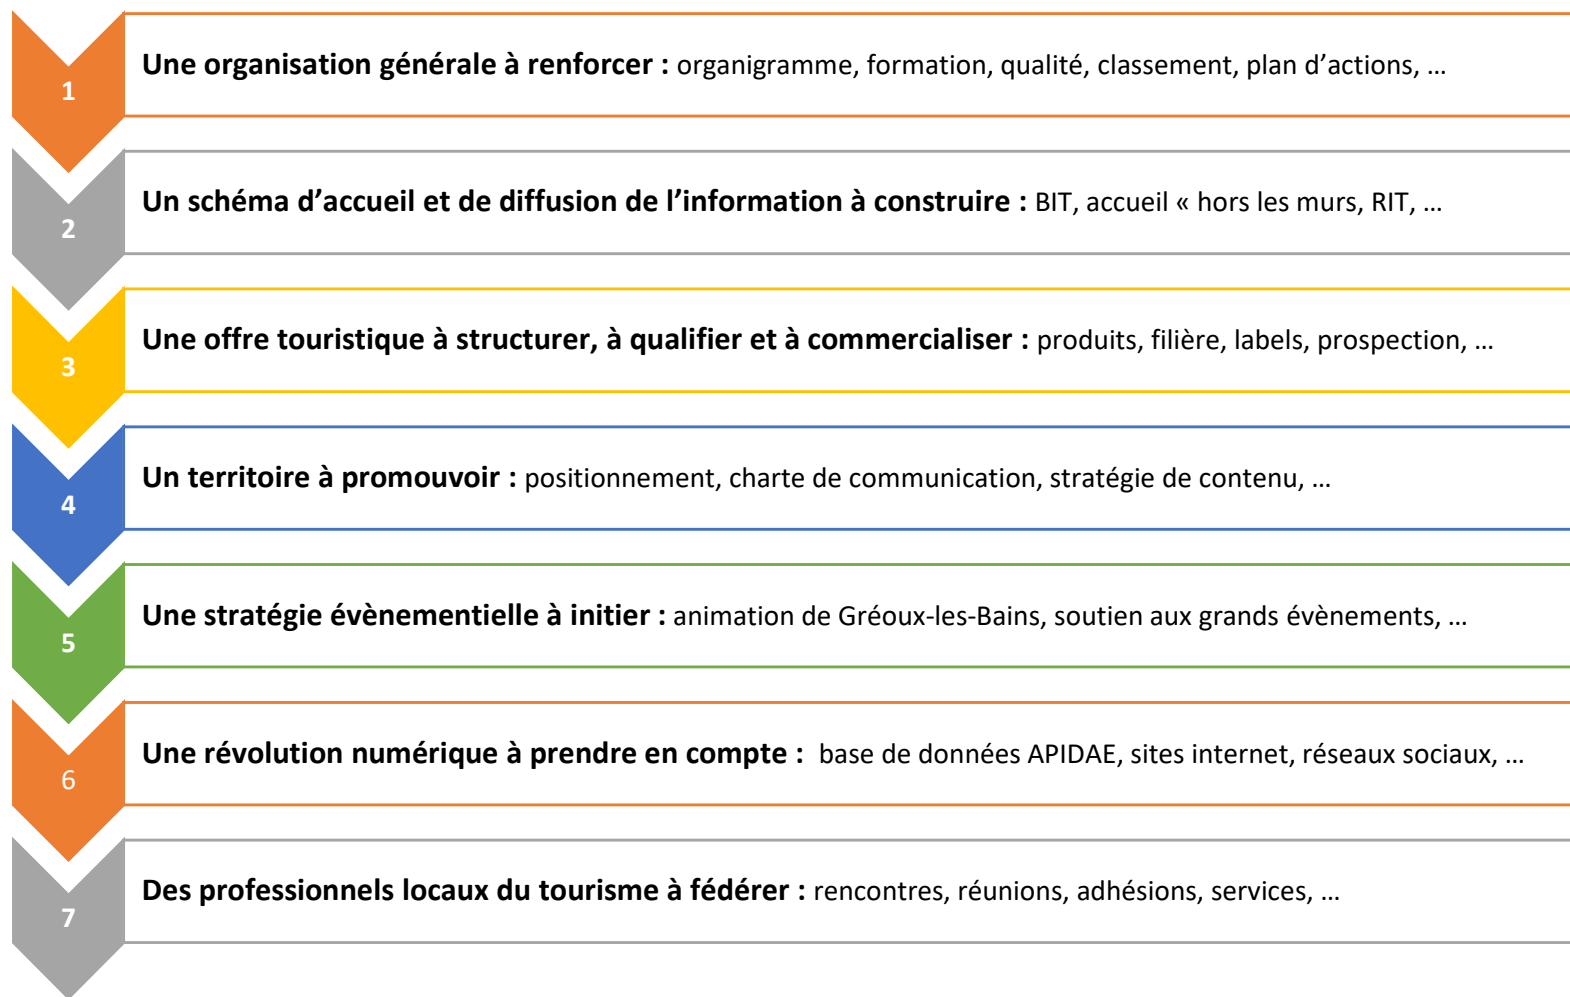 1
Une organisation générale à renforcer : organigramme, formation, qualité, classement, plan d’actions, …
2
Un schéma d’accueil et de diffusion de l’information à construire : BIT, accueil « hors les murs, RIT, …
3
Une offre touristique à structurer, à qualifier et à commercialiser : produits, filière, labels, prospection, …
4
Un territoire à promouvoir : positionnement, charte de communication, stratégie de contenu, …
5
Une stratégie évènementielle à initier : animation de Gréoux-les-Bains, soutien aux grands évènements, …
6
Une révolution numérique à prendre en compte :  base de données APIDAE, sites internet, réseaux sociaux, …
7
Des professionnels locaux du tourisme à fédérer : rencontres, réunions, adhésions, services, …